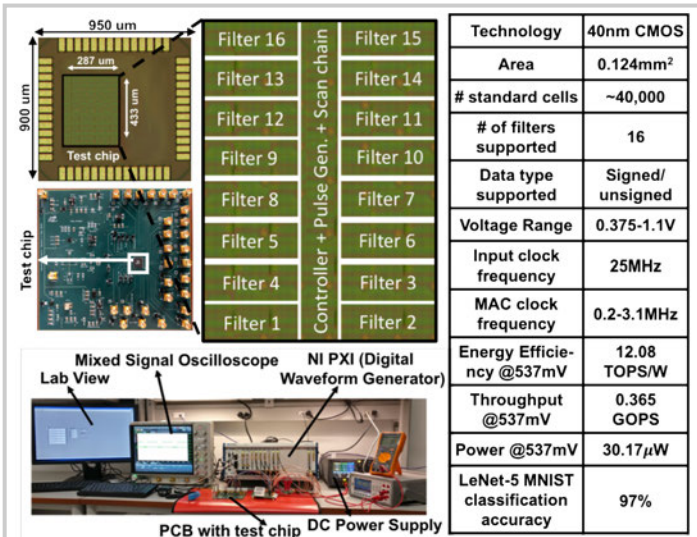 950 um
900 um
287 um
433 um
Test chip
Test chip
Filter 16
Filter 15
Filter 13
Filter 14
Filter 12
Filter 11
Filter 9
Filter 10
Filter 8
Filter 7
Filter 5
Filter 6
Filter 4
Filter 3
Filter 1
Filter 2
Controller + Pulse Gen. + Scan chain
Mixed Signal Oscilloscope
Lab View
NI PXI (Digital
Waveform Generator)
PCB with test chip
DC Power Supply
Technology
40nm CMOS
Area
0.124mm²
# standard cells
~40,000
# of filters
supported
16
Data type
supported
Signed/
unsigned
Voltage Range
0.375-1.1V
Input clock
frequency
25MHz
MAC clock
frequency
0.2-3.1MHz
Energy Efficie-
ncy @537mV
12.08
TOPS/W
Throughput
@537mV
0.365
GOPS
Power @537mV
30.17μW
LeNet-5 MNIST
classification
accuracy
97%